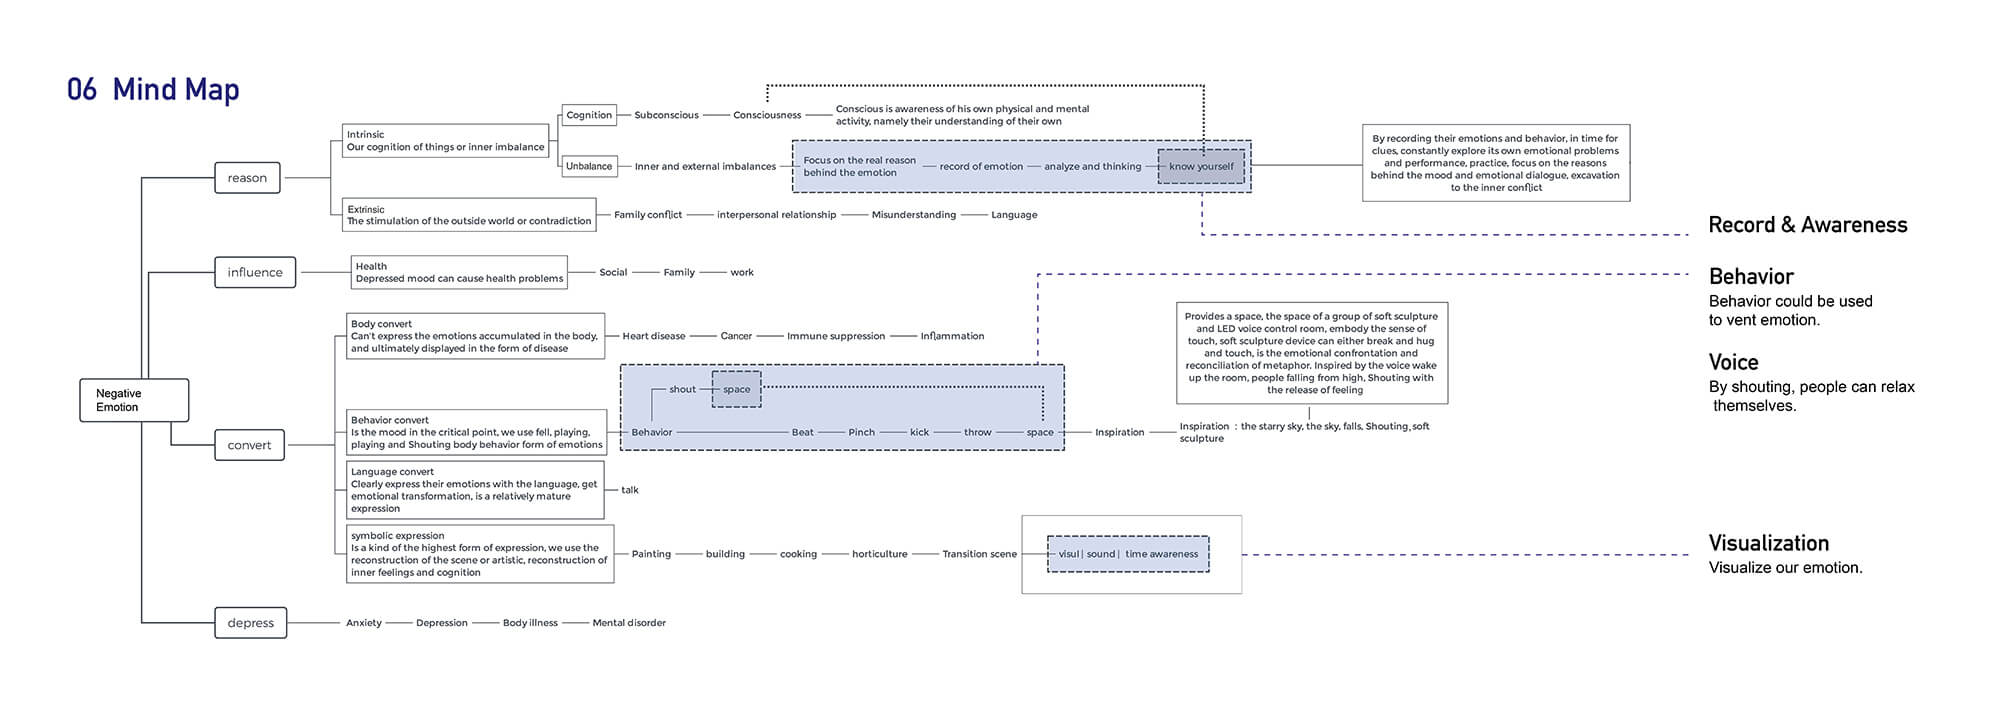 06 Mind Map
Negative
Emotion
reason
Intrinsic
Our cognition of things or inner imbalance
Cognition
Subconscious
Consciousness
Conscious is awareness of his own physical and mental
activity, namely their understanding of their own
Unbalance
Inner and external imbalances
Focus on the real reason
behind the emotion
record of emotion
analyze and thinking
know yourself
By recording their emotions and behavior, in time for
clues, constantly explore its own emotional problems
and performance, practice, focus on the reasons
behind the mood and emotional dialogue, excavation
to the inner conflict
Extrinsic
The stimulation of the outside world or contradiction
Family conflict
interpersonal relationship
Misunderstanding
Language
Record & Awareness
influence
Health
Depressed mood can cause health problems
Social
Family
work
Behavior
Behavior could be used
to vent emotion.
Voice
By shouting, people can relax
themselves.
convert
Body convert
Can't express the emotions accumulated in the body,
and ultimately displayed in the form of disease
Heart disease
Cancer
Immune suppression
Inflammation
Behavior convert
Is the mood in the critical point, we use fell, playing,
playing and Shouting body behavior form of emotions
shout
space
Behavior
Beat
Pinch
kick
throw
space
Inspiration
Inspiration : the starry sky, the sky, falls, Shouting, soft
sculpture
Provides a space, the space of a group of soft sculpture
and LED voice control room, embody the sense of
touch, soft sculpture device can either break and hug
and touch, is the emotional confrontation and
reconciliation of metaphor. Inspired by the voice wake
up the room, people falling from high, Shouting with
the release of feeling
Language convert
Clearly express their emotions with the language, get
emotional transformation, is a relatively mature
expression
talk
symbolic expression
Is a kind of the highest form of expression, we use the
reconstruction of the scene or artistic, reconstruction of
inner feelings and cognition
Painting
building
cooking
horticulture
Transition scene
visul | sound | time awareness
Visualization
Visualize our emotion.
depress
Anxiety
Depression
Body illness
Mental disorder